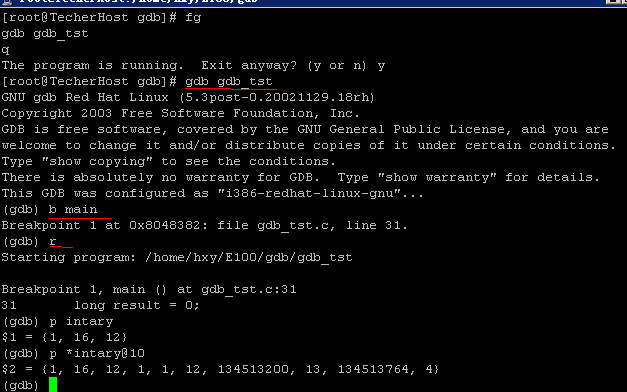 [root@TecherHost gdb]# fg
gdb gdb_tst
q
The program is running.  Exit anyway? (y or n) y
[root@TecherHost gdb]# gdb gdb_tst
GNU gdb Red Hat Linux (5.3post-0.20021129.18rh)
Copyright 2003 Free Software Foundation, Inc.
GDB is free software, covered by the GNU General Public License, and you are
welcome to change it and/or distribute copies of it under certain conditions.
Type "show copying" to see the conditions.
There is absolutely no warranty for GDB.  Type "show warranty" for details.
This GDB was configured as "i386-redhat-linux-gnu"...
(gdb) b main
Breakpoint 1 at 0x8048382: file gdb_tst.c, line 31.
(gdb) r
Starting program: /home/hxy/E100/gdb/gdb_tst

Breakpoint 1, main () at gdb_tst.c:31
31      long result = 0;
(gdb) p intary
$1 = {1, 16, 12}
(gdb) p *intary@10
$2 = {1, 16, 12, 1, 1, 12, 134513200, 13, 134513764, 4}
(gdb)